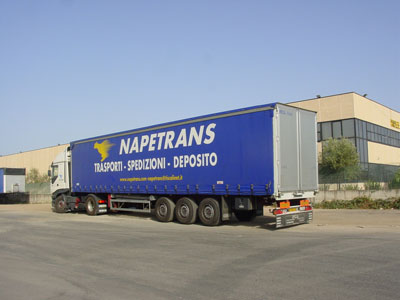 NAPETRANS
TRASPORTI - SPEDIZIONI - DEPOSITO